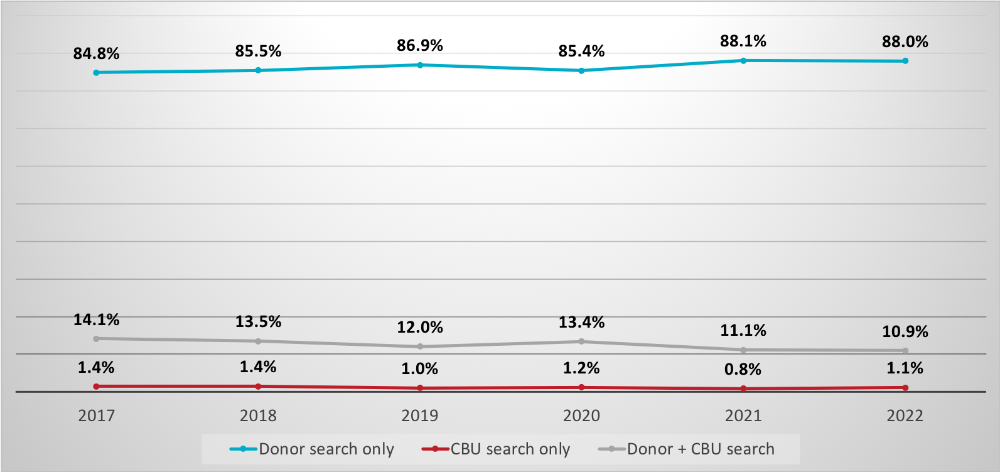 84.8% 85.5% 86.9% 85.4% 88.1% 88.0%
14.1% 13.5% 12.0% 13.4% 11.1% 10.9%
1.4% 1.4% 1.0% 1.2% 0.8% 1.1%
2017 2018 2019 2020 2021 2022
Donor search only CBU search only Donor + CBU search